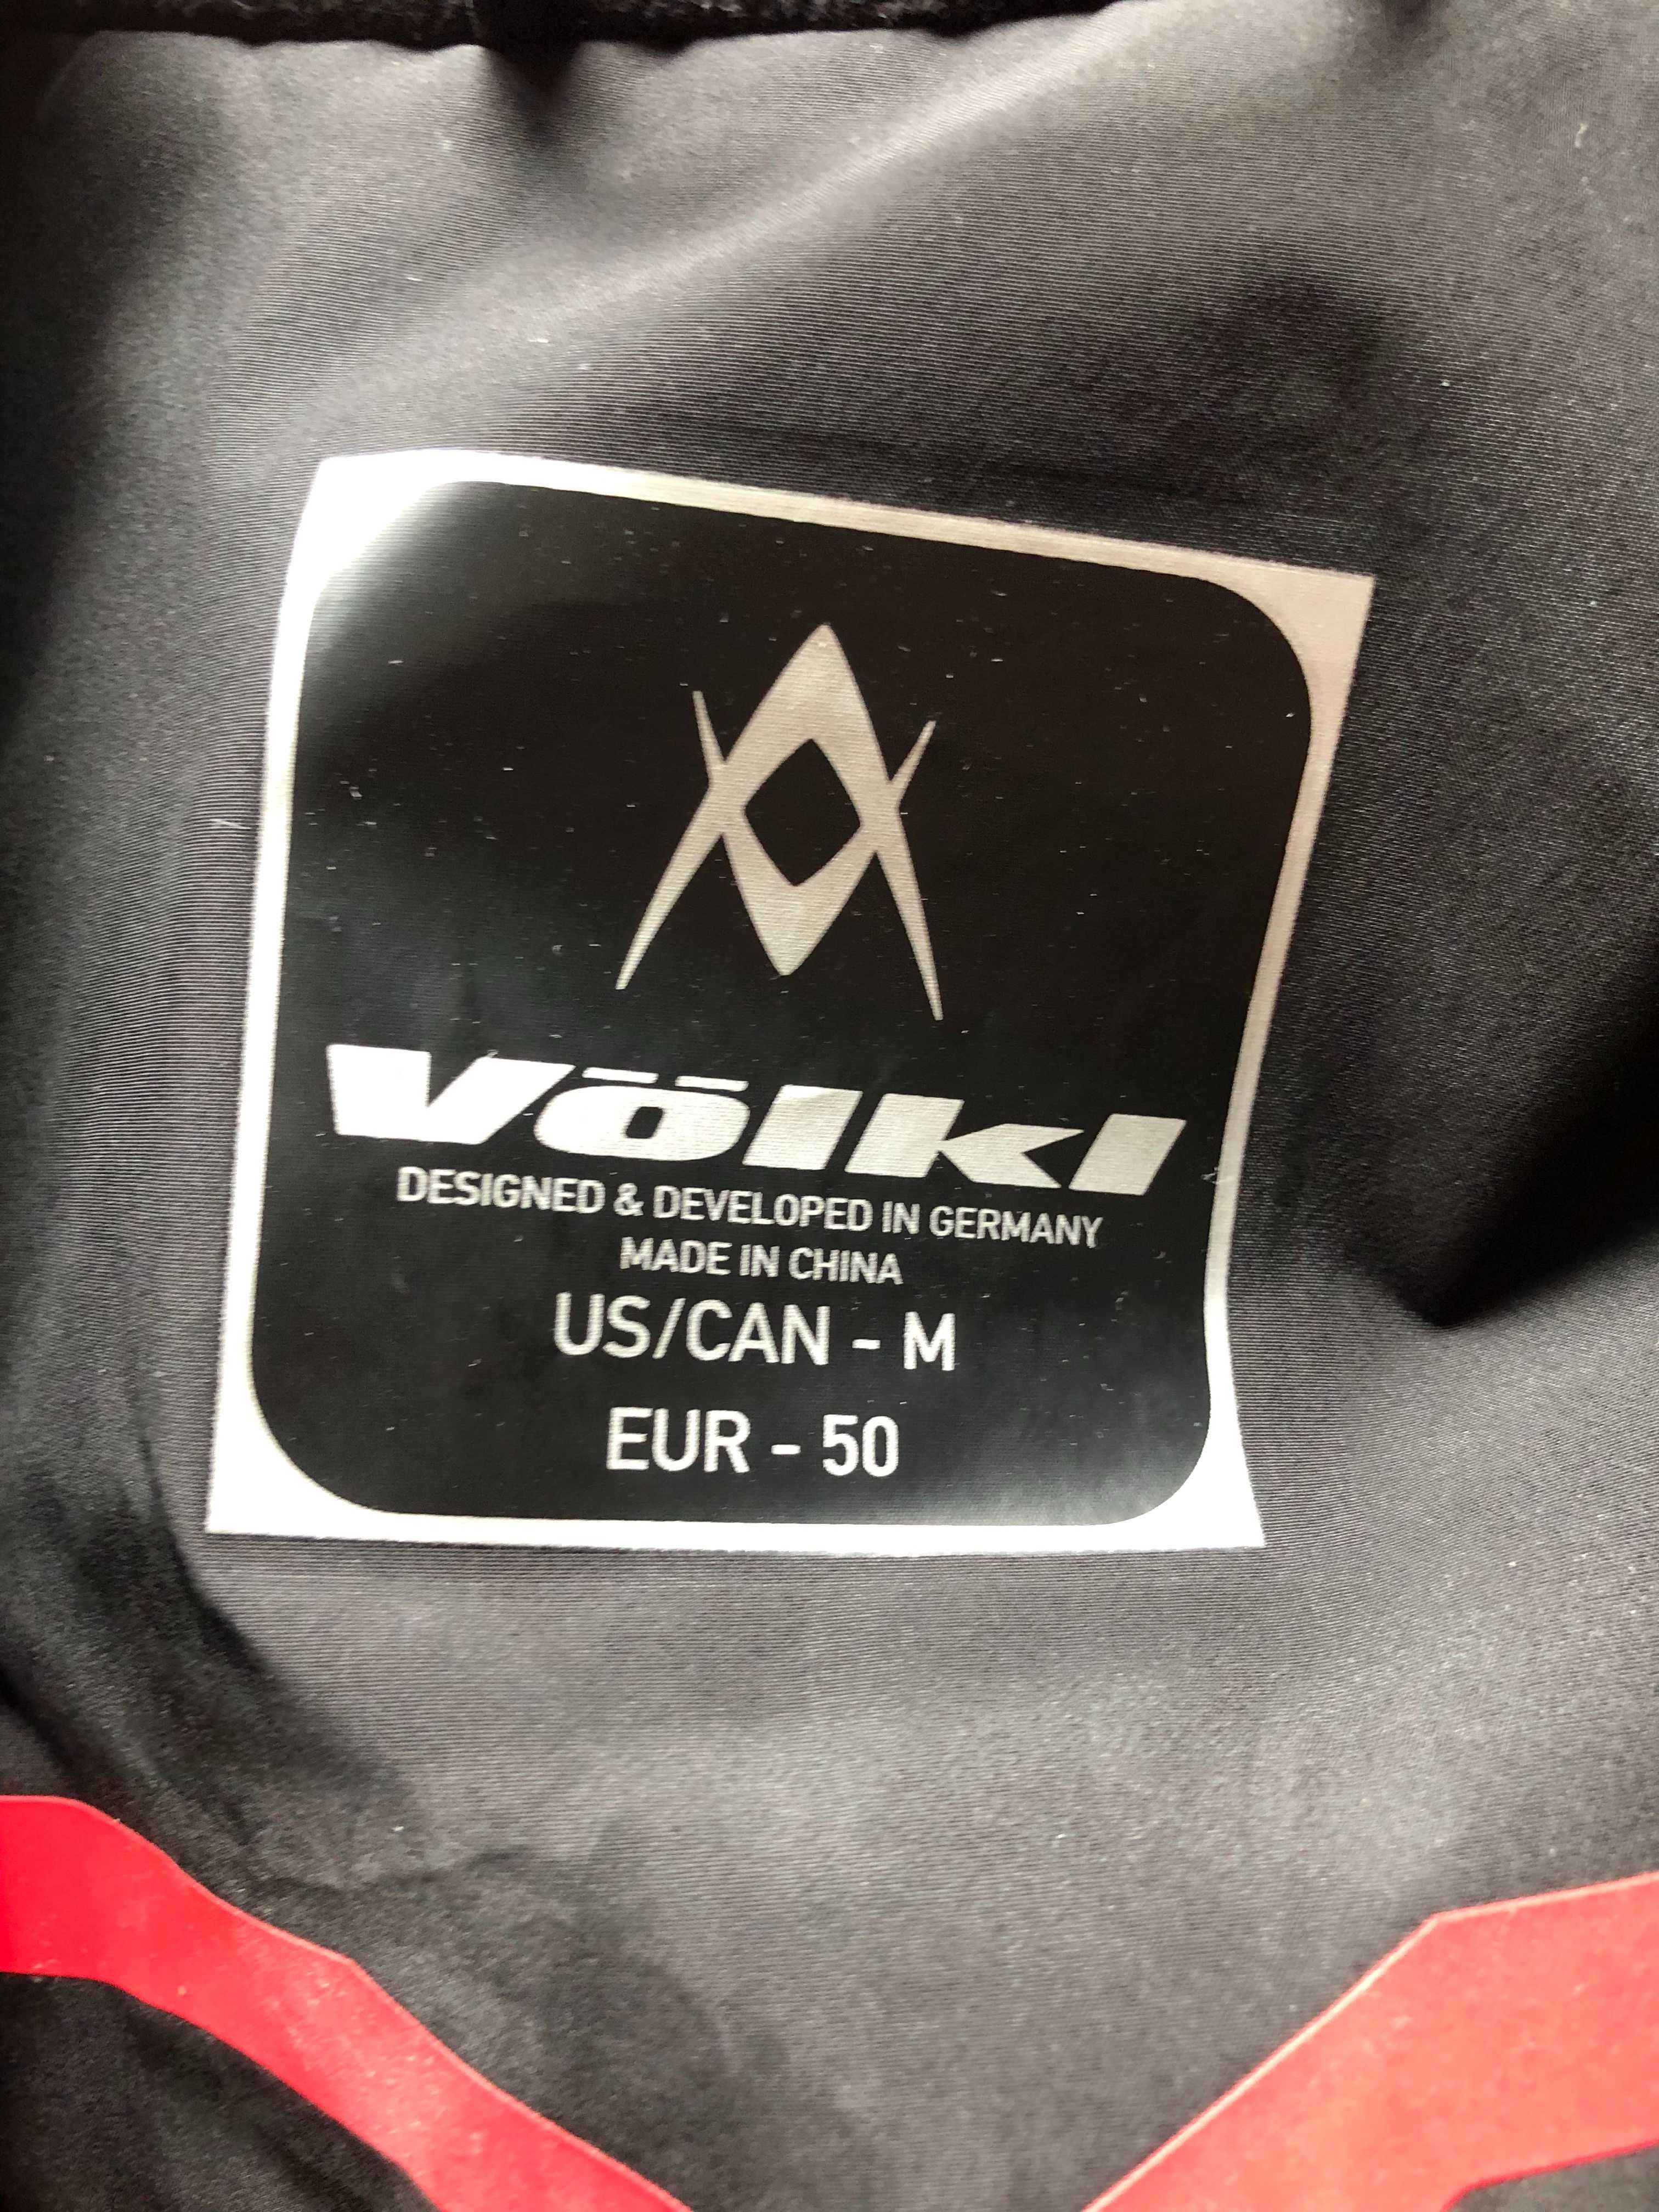 Völkl
DESIGNED & DEVELOPED IN GERMANY
MADE IN CHINA
US/CAN - M
EUR - 50